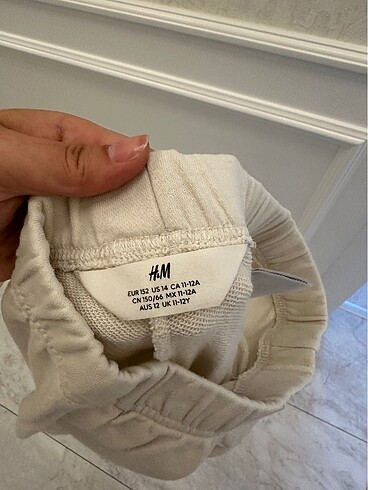 H&M
EUR 152 US 14 CA 11-12A
CN 150/66 MX 11-12A
AUS 12 UK 11-12Y